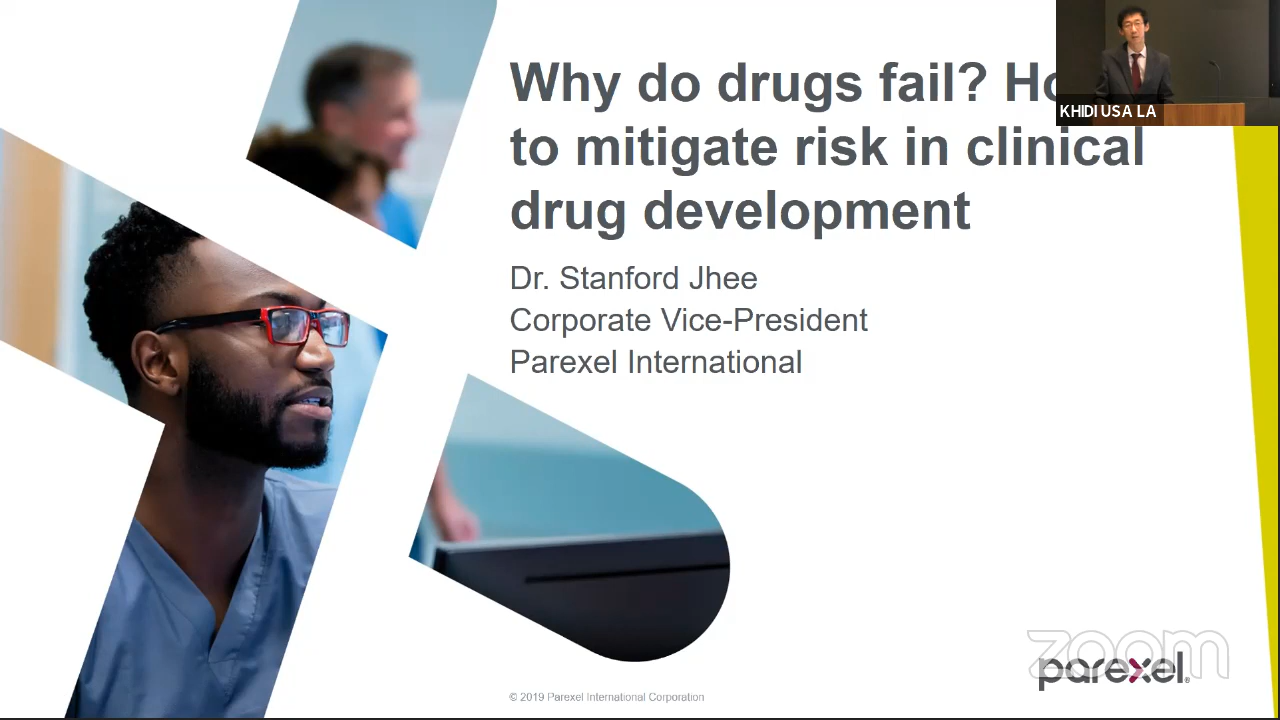 Why do drugs fail? Ho
to mitigate risk in clinical
drug development
KHIDI USA LA
Dr. Stanford Jhee
Corporate Vice-President
Parexel International
zoom
parexel®
© 2019 Parexel International Corporation